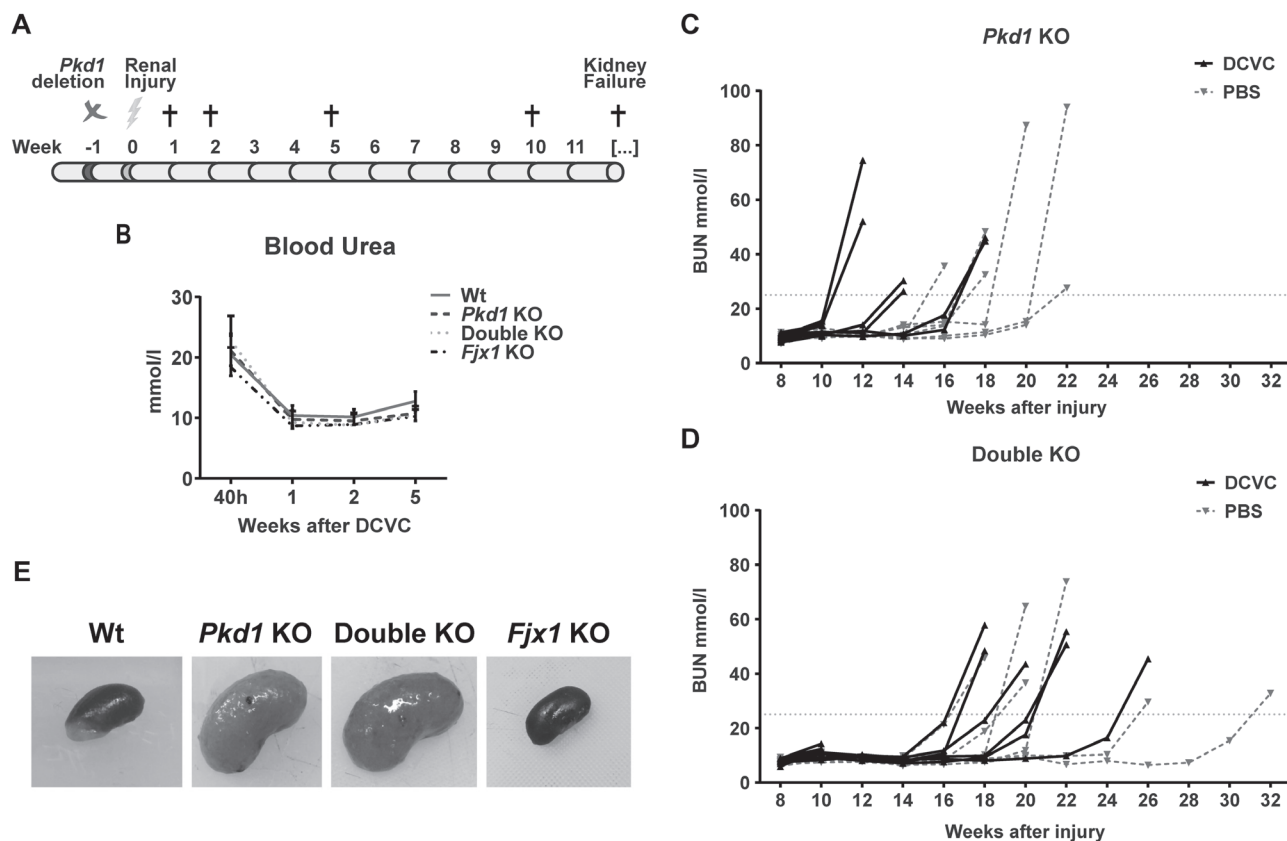 A
Pkd1
deletion
Renal
Injury
Kidney
Failure
Week -1 0 1 2 3 4 5 6 7 8 9 10 11 [...]
B
Blood Urea
30
20
10
0
mmol/l
Wt
Pkd1 KO
Double KO
Fjx1 KO
40h 1 2 5
Weeks after DCVC
C
Pkd1 KO
DCVC
PBS
100
80
60
40
20
0
BUN mmol/l
8 10 12 14 16 18 20 22 24 26 28 30 32
Weeks after injury
D
Double KO
DCVC
PBS
100
80
60
40
20
0
BUN mmol/l
8 10 12 14 16 18 20 22 24 26 28 30 32
Weeks after injury
E
Wt Pkd1 KO Double KO Fjx1 KO